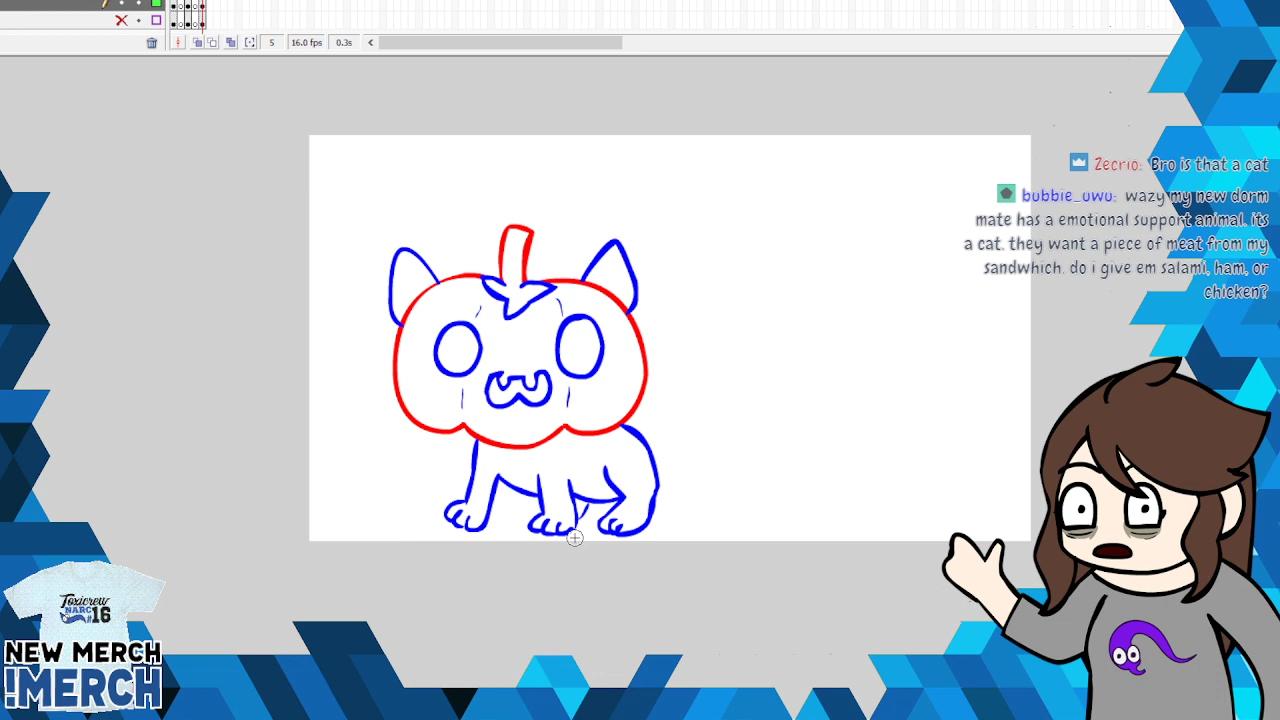 5 16.0 fps 0.3s
Zecrio: Bro is that a cat
bubbie_owo: wazy my new dorm
mate has a emotional support animal. its
a cat. they want a piece of meat from my
sandwhich. do i give em salami, ham, or
chicken?
Toxicrew
NARC
#16
NEW MERCH
!MERCH